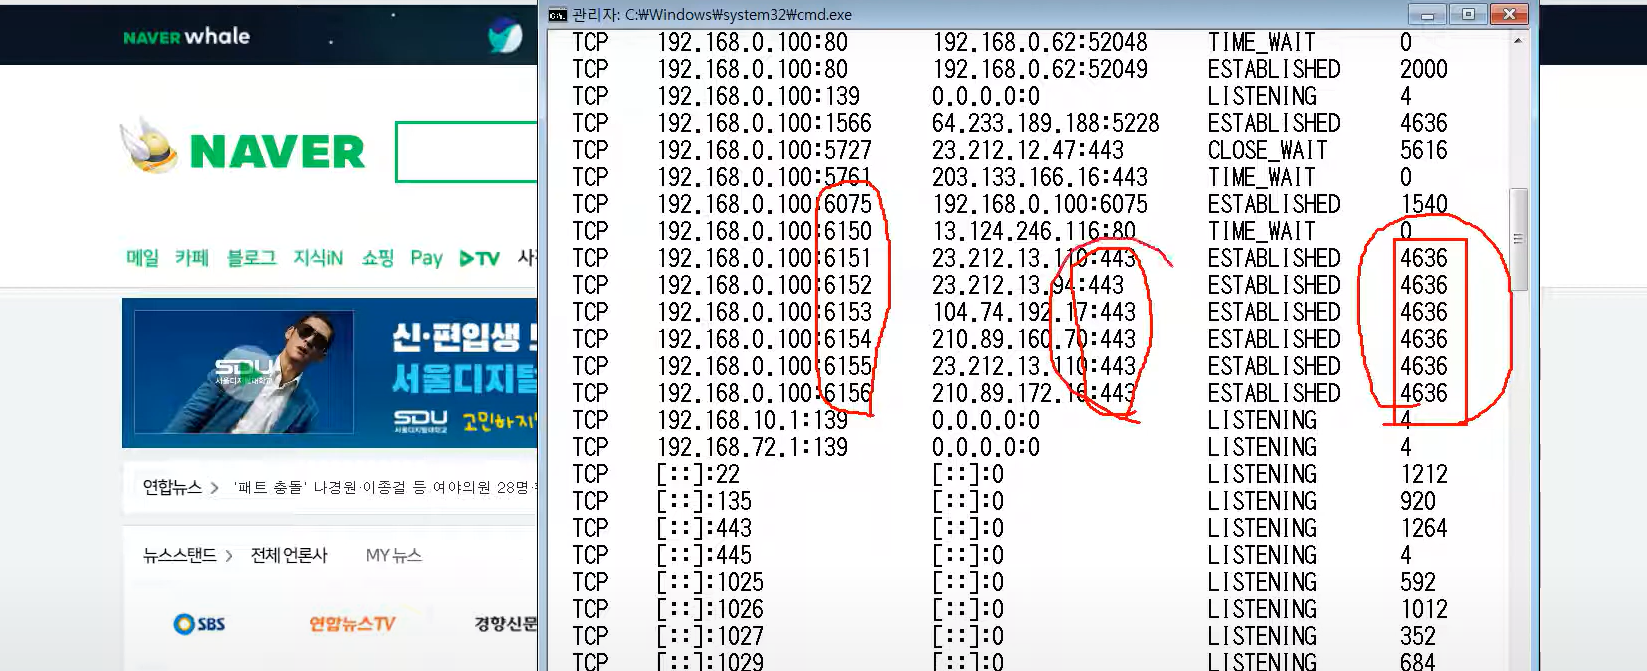 NAVER whale
관리자: C:\Windows\system32\cmd.exe
NAVER
메일 카페 블로그 지식iN 쇼핑 Pay TV
SDU
서울디지털대학교
신·편입생
서울디지털
SDU
서울디지털대학교
고민하지
연합뉴스 > '패트 충돌' 나경원·이종걸 등 여야의원 28명·
뉴스스탠드 > 전체 언론사 MY 뉴스
SBS 연합뉴스TV 경향신문
TCP 192.168.0.100:80 192.168.0.62:52048 TIME_WAIT 0
TCP 192.168.0.100:80 192.168.0.62:52049 ESTABLISHED 2000
TCP 192.168.0.100:139 0.0.0.0:0 LISTENING 4
TCP 192.168.0.100:1566 64.233.189.188:5228 ESTABLISHED 4636
TCP 192.168.0.100:5727 23.212.12.47:443 CLOSE_WAIT 5616
TCP 192.168.0.100:5761 203.133.166.16:443 TIME_WAIT 0
TCP 192.168.0.100:6075 192.168.0.100:6075 ESTABLISHED 1540
TCP 192.168.0.100:6150 13.124.246.116:80 TIME_WAIT 0
TCP 192.168.0.100:6151 23.212.13.110:443 ESTABLISHED 4636
TCP 192.168.0.100:6152 23.212.13.94:443 ESTABLISHED 4636
TCP 192.168.0.100:6153 104.74.192.17:443 ESTABLISHED 4636
TCP 192.168.0.100:6154 210.89.160.70:443 ESTABLISHED 4636
TCP 192.168.0.100:6155 23.212.13.110:443 ESTABLISHED 4636
TCP 192.168.0.100:6156 210.89.172.16:443 ESTABLISHED 4636
TCP 192.168.10.1:139 0.0.0.0:0 LISTENING 4
TCP 192.168.72.1:139 0.0.0.0:0 LISTENING 4
TCP [::]:22 [::]:0 LISTENING 1212
TCP [::]:135 [::]:0 LISTENING 920
TCP [::]:443 [::]:0 LISTENING 1264
TCP [::]:445 [::]:0 LISTENING 4
TCP [::]:1025 [::]:0 LISTENING 592
TCP [::]:1026 [::]:0 LISTENING 1012
TCP [::]:1027 [::]:0 LISTENING 352
TCP [::]:1029 [::]:0 LISTENING 684